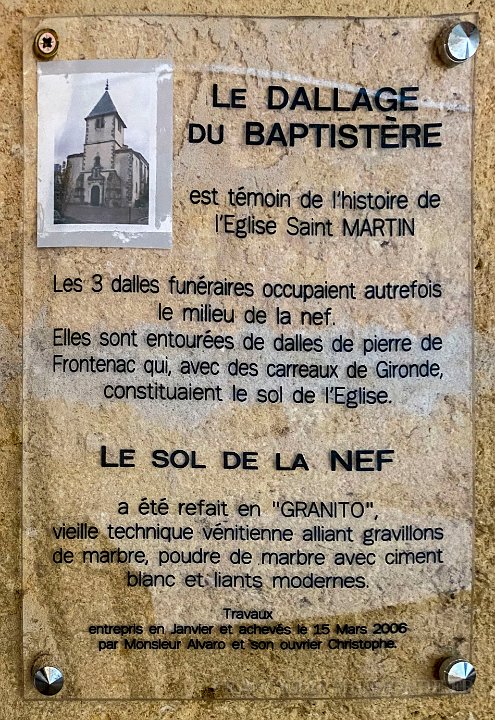 LE DALLAGE
DU BAPTISTÈRE
est témoin de l'histoire de
l'Eglise Saint MARTIN
Les 3 dalles funéraires occupaient autrefois
le milieu de la nef.
Elles sont entourées de dalles de pierre de
Frontenac qui, avec des carreaux de Gironde,
constituaient le sol de l'Eglise.
LE SOL DE LA NEF
a été refait en "GRANITO",
vieille technique vénitienne alliant gravillons
de marbre, poudre de marbre avec ciment
blanc et liants modernes.
Travaux
entrepris en Janvier et achevés le 15 Mars 2006
par Monsieur Alvaro et son ouvrier Christophe.